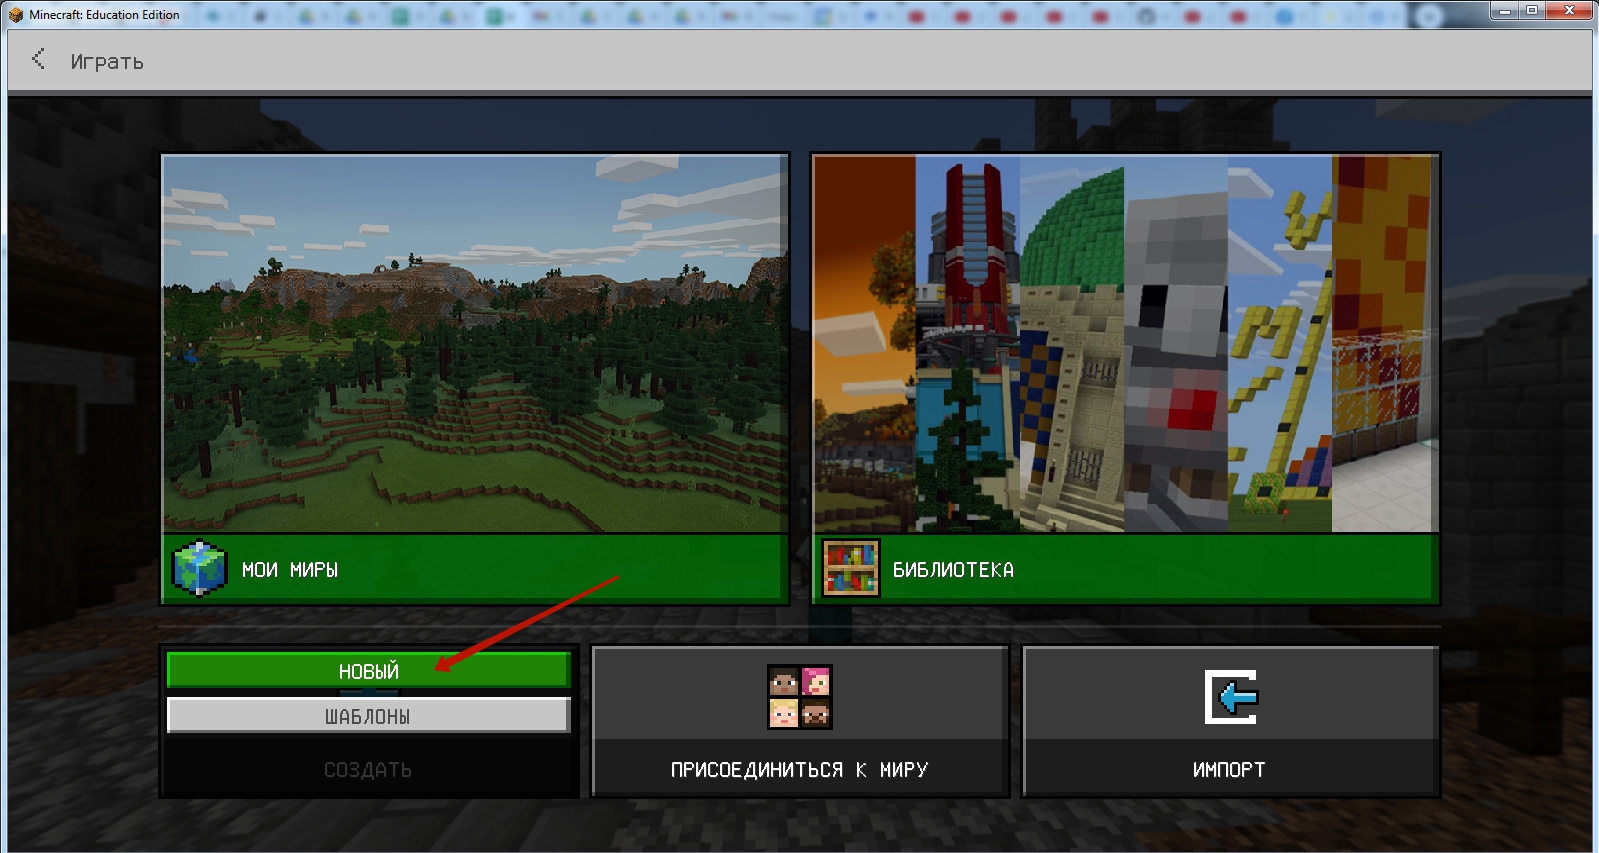 Minecraft: Education Edition
Играть
МОИ МИРЫ
БИБЛИОТЕКА
НОВЫЙ
ШАБЛОНЫ
СОЗДАТЬ
ПРИСОЕДИНИТЬСЯ К МИРУ
ИМПОРТ